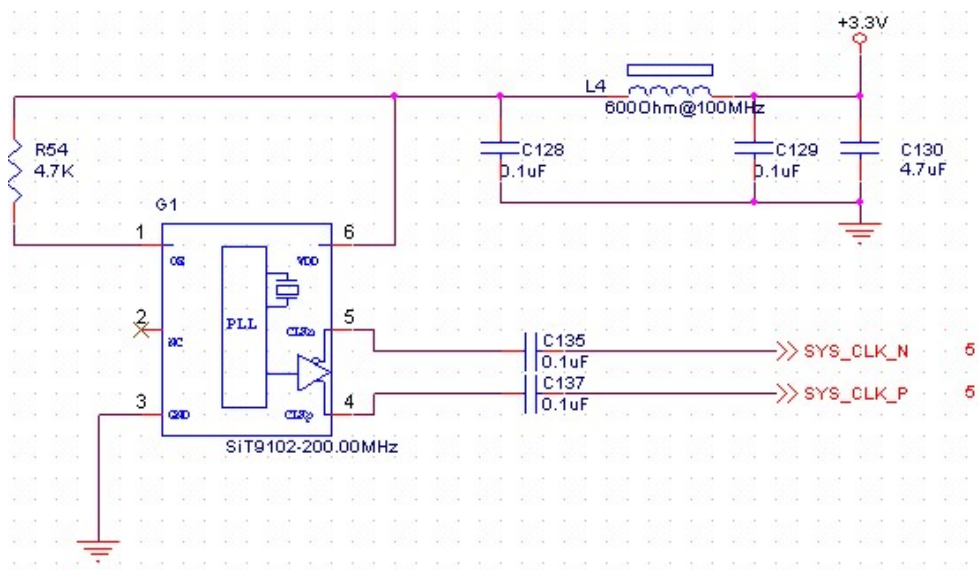 +3.3V
L4
600Ohm@100MHz
R54
4.7K
C128
0.1uF
C129
0.1uF
C130
4.7uF
G1
1
6
OE
VDD
2
NC
PLL
5
CLKn
C135
0.1uF
SYS_CLK_N
5
3
GND
CLKp
4
C137
0.1uF
SYS_CLK_P
5
SiT9102-200.00MHz